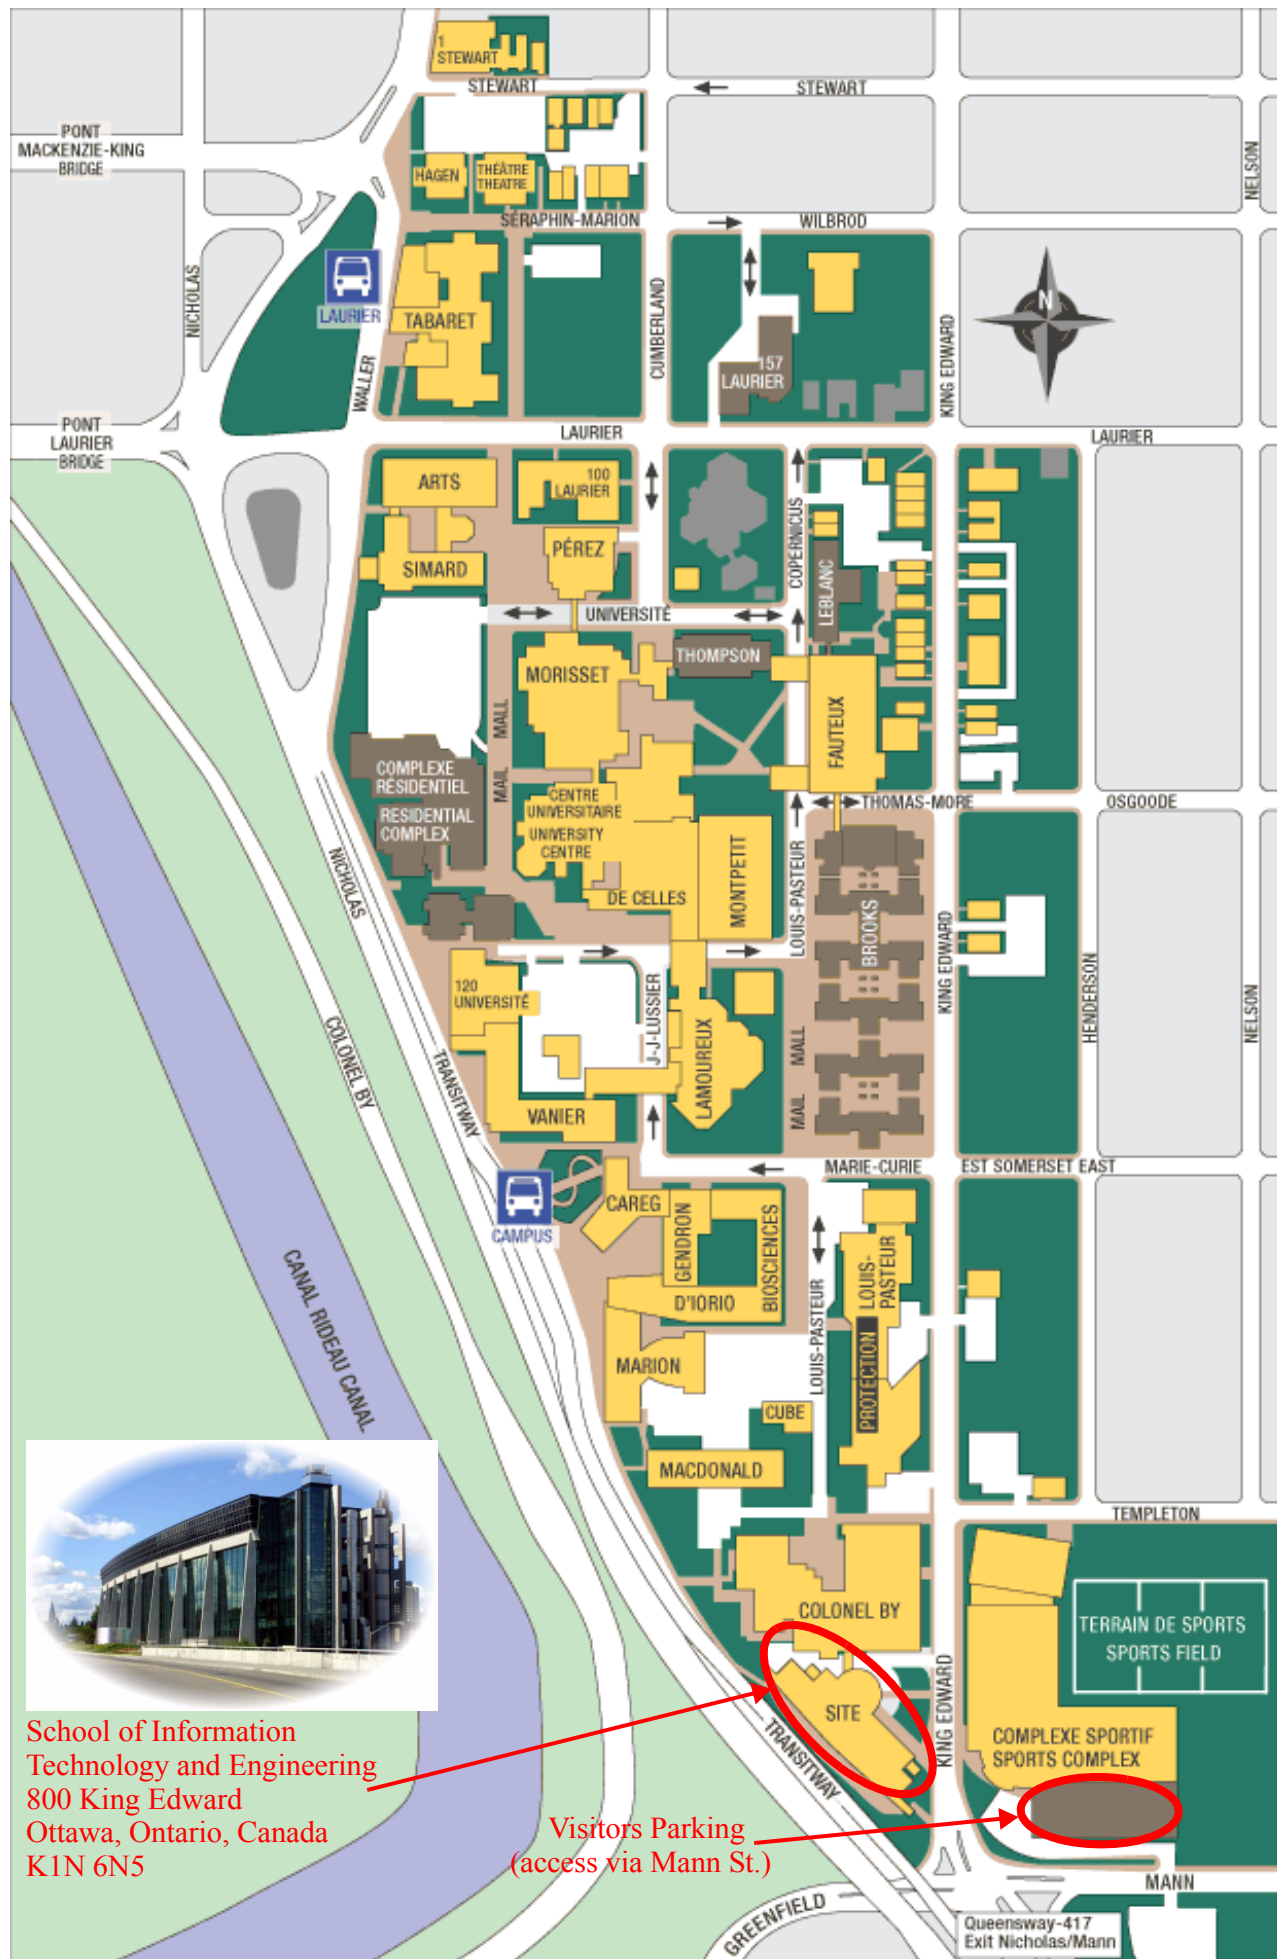 1
STEWART
STEWART
STEWART
PONT
MACKENZIE-KING
BRIDGE
NELSON
HAGEN
THÉÂTRE
THEATRE
SÉRAPHIN-MARION
WILBROD
NICHOLAS
LAURIER
TABARET
CUMBERLAND
157
LAURIER
KING EDWARD
N
WALLER
PONT
LAURIER
BRIDGE
LAURIER
LAURIER
ARTS
100
LAURIER
PÉREZ
SIMARD
COPERNICUS
LEBLANC
UNIVERSITÉ
THOMPSON
MORISSET
MALL
MAIL
FAUTEUX
COMPLEXE
RÉSIDENTIEL
RESIDENTIAL
COMPLEX
CENTRE
UNIVERSITAIRE
UNIVERSITY
CENTRE
THOMAS-MORE
OSGOODE
NICHOLAS
DE CELLES
MONTPETIT
LOUIS-PASTEUR
BROOKS
KING EDWARD
HENDERSON
NELSON
120
UNIVERSITÉ
J-J-LUSSIER
LAMOUREUX
MALL
MAIL
COLONEL BY
TRANSITWAY
VANIER
MARIE-CURIE
EST SOMERSET EAST
CAMPUS
CAREG
GENDRON
BIOSCIENCES
D'IORIO
LOUIS-PASTEUR
LOUIS-
PASTEUR
PROTECTION
CANAL RIDEAU CANAL
MARION
CUBE
MACDONALD
TEMPLETON
COLONEL BY
TERRAIN DE SPORTS
SPORTS FIELD
KING EDWARD
SITE
TRANSITWAY
COMPLEXE SPORTIF
SPORTS COMPLEX
School of Information
Technology and Engineering
800 King Edward
Ottawa, Ontario, Canada
K1N 6N5
Visitors Parking
(access via Mann St.)
MANN
GREENFIELD
Queensway-417
Exit Nicholas/Mann